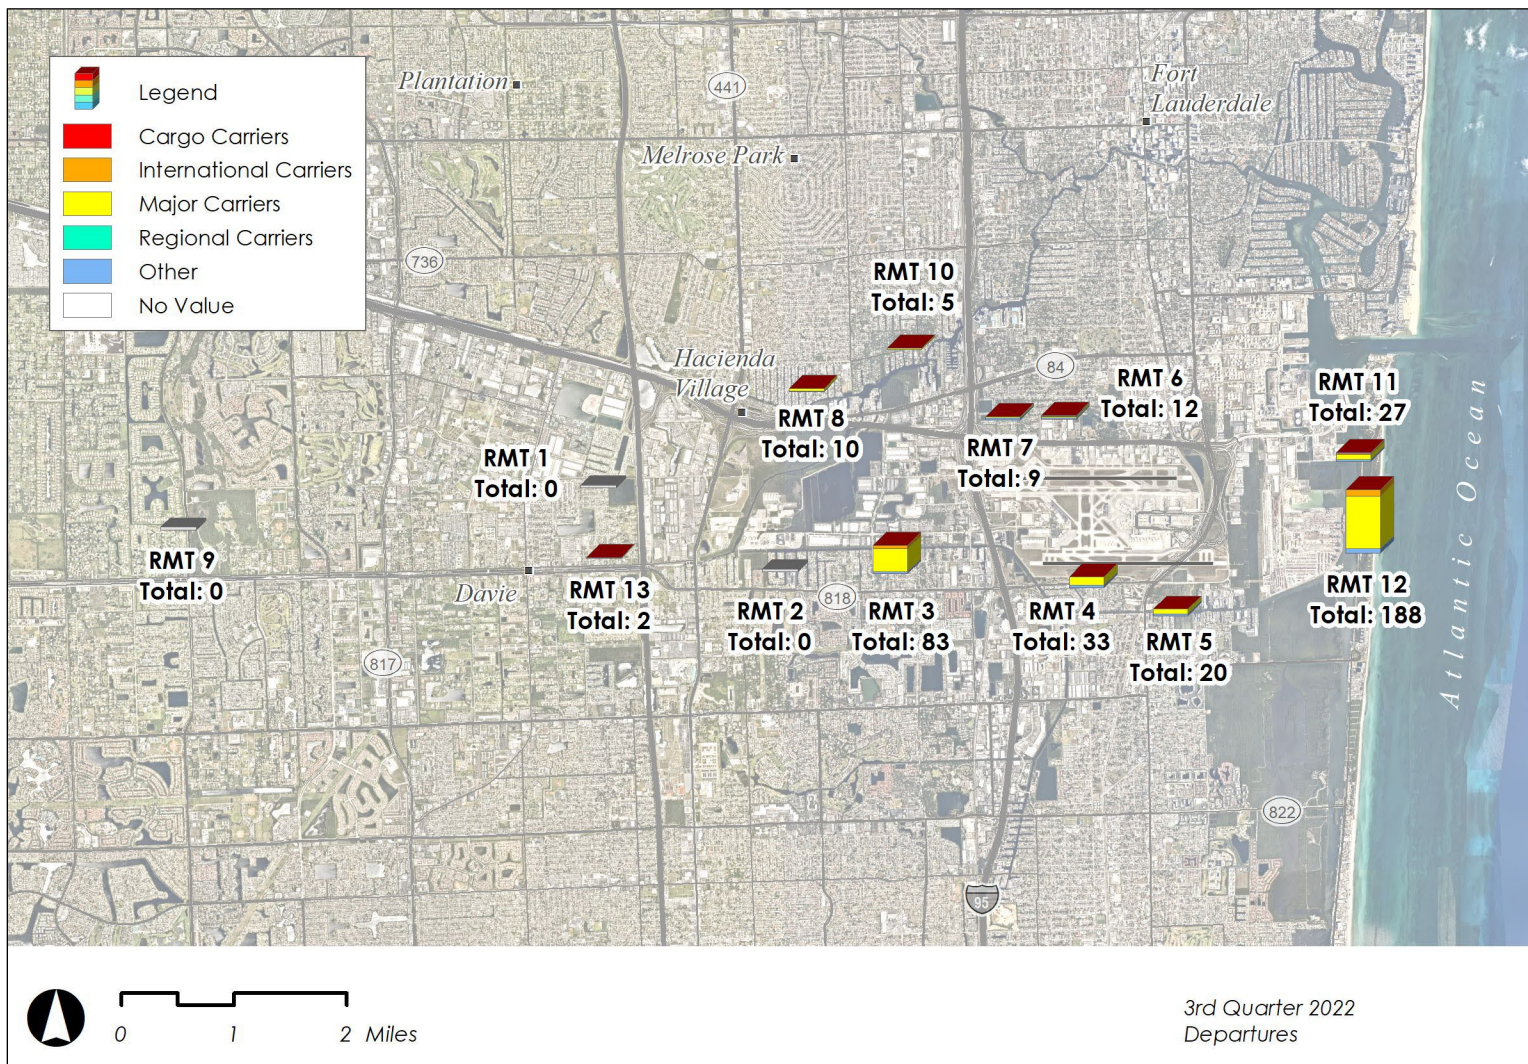 Legend
Cargo Carriers
International Carriers
Major Carriers
Regional Carriers
Other
No Value
Plantation
441
Fort
Lauderdale
Melrose Park
736
RMT 10
Total: 5
Hacienda
Village
84
RMT 6
Total: 12
RMT 11
Total: 27
RMT 8
Total: 10
RMT 7
Total: 9
RMT 1
Total: 0
Atlantic Ocean
RMT 9
Total: 0
Davie
RMT 13
Total: 2
RMT 2
Total: 0
818
RMT 3
Total: 83
RMT 4
Total: 33
RMT 5
Total: 20
RMT 12
Total: 188
817
822
95
0 1 2 Miles
3rd Quarter 2022
Departures